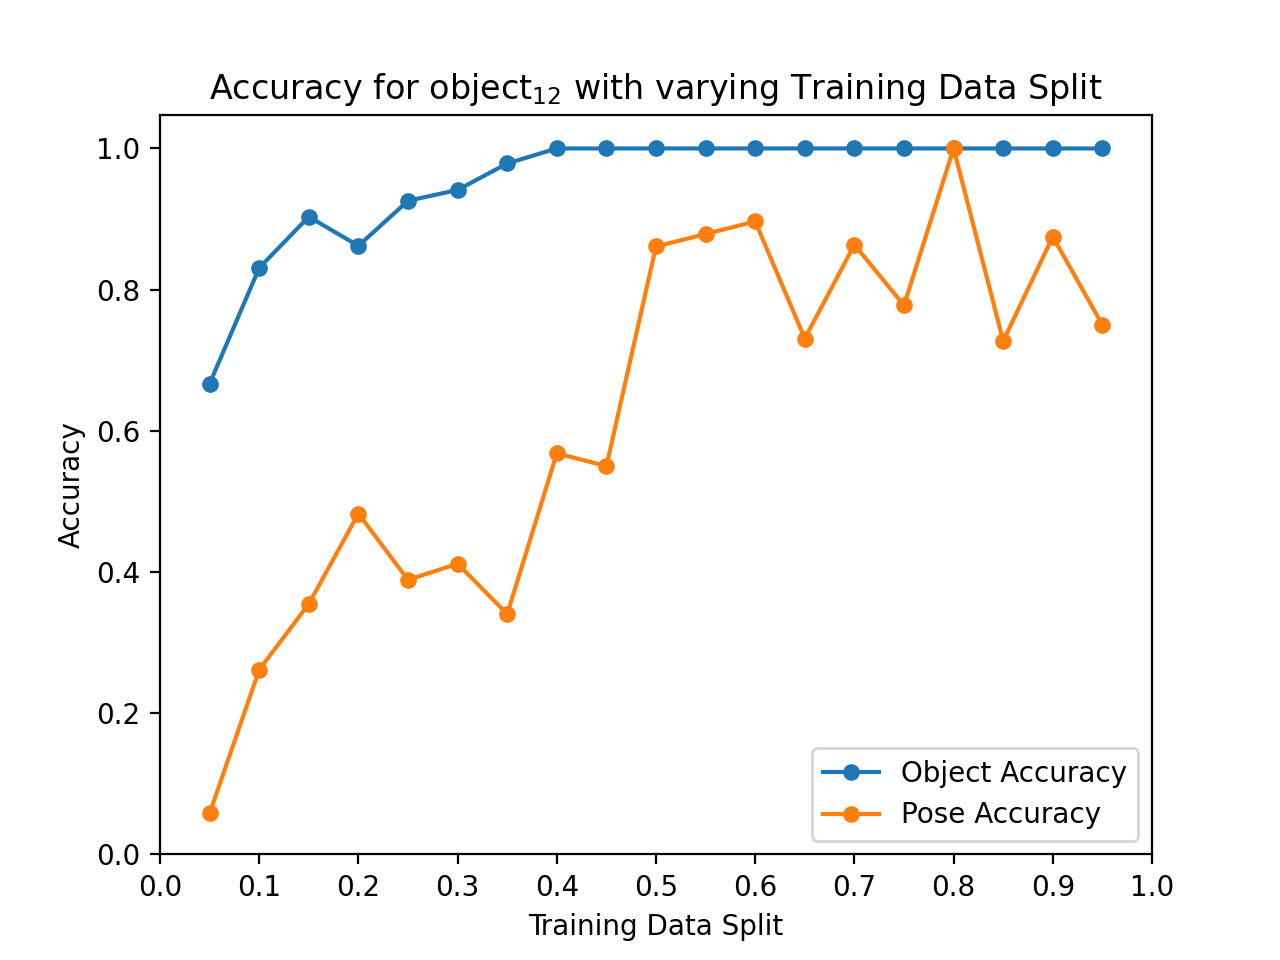 Accuracy for object₁₂ with varying Training Data Split
1.0
0.8
0.6
0.4
0.2
0.0
Accuracy
Object Accuracy
Pose Accuracy
0.0 0.1 0.2 0.3 0.4 0.5 0.6 0.7 0.8 0.9 1.0
Training Data Split